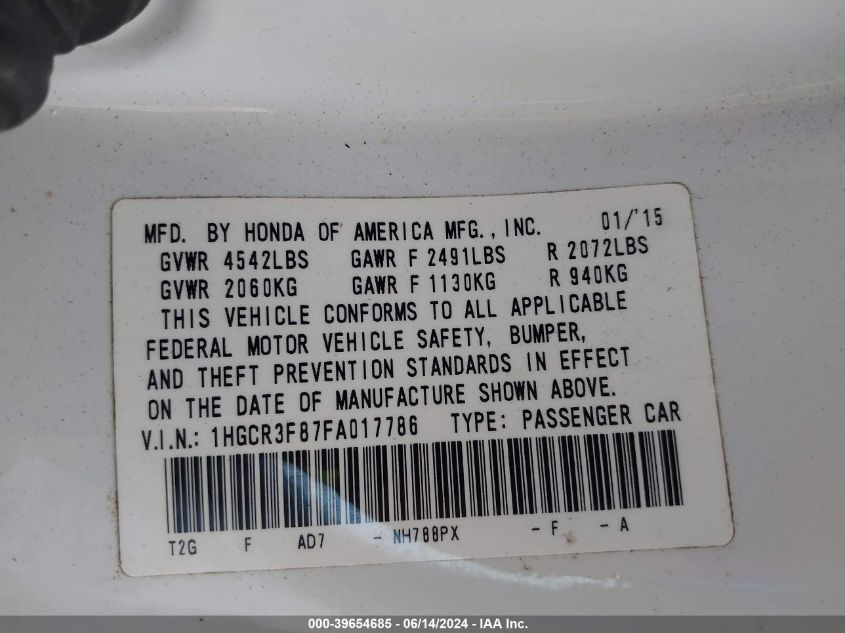 MFD. BY HONDA OF AMERICA MFG., INC. 01/'15
GVWR 4542LBS GAWR F 2491LBS R 2072LBS
GVWR 2060KG GAWR F 1130KG R 940KG
THIS VEHICLE CONFORMS TO ALL APPLICABLE
FEDERAL MOTOR VEHICLE SAFETY, BUMPER,
AND THEFT PREVENTION STANDARDS IN EFFECT
ON THE DATE OF MANUFACTURE SHOWN ABOVE.
V.I.N.: 1HGCR3F87FA017786 TYPE: PASSENGER CAR
T2G F AD7 - NH788PX - F - A
000-39654685 - 06/14/2024 - IAA Inc.